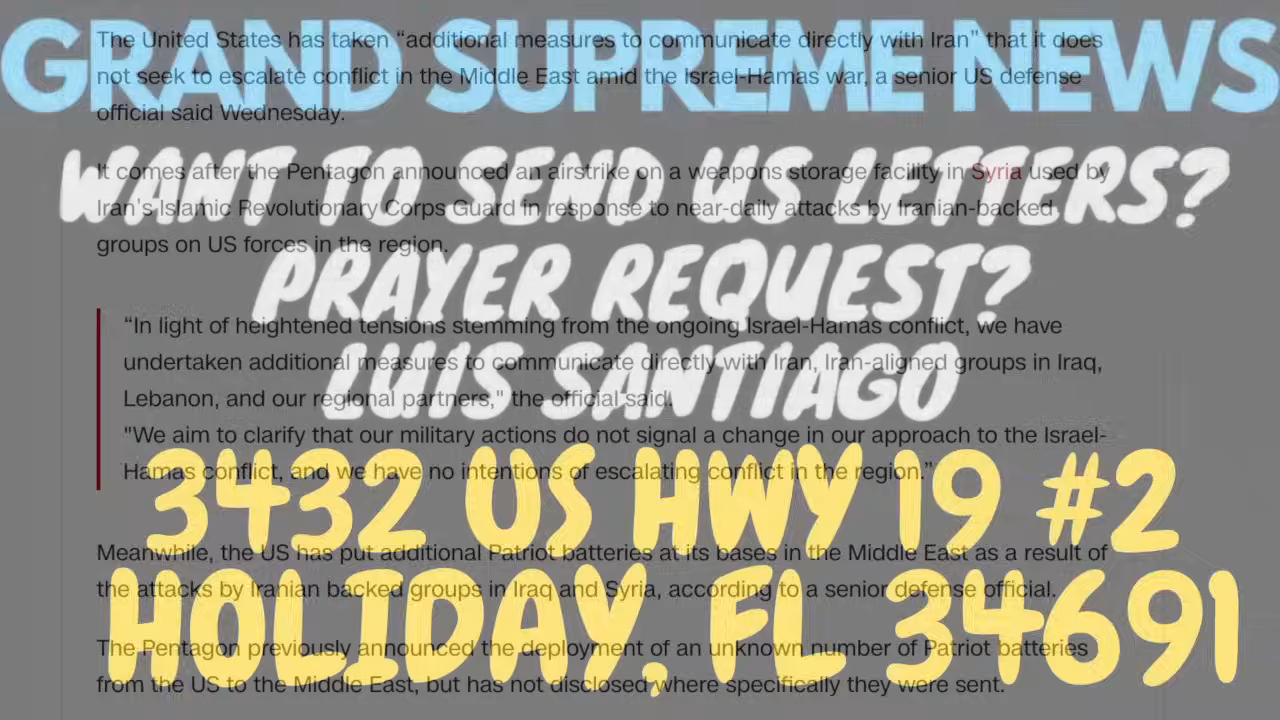 GRAND SUPREME NEWS
WANT TO SEND US LETTERS?
PRAYER REQUEST?
LUIS SANTIAGO
3432 US HWY 19 #2
HOLIDAY, FL 34691
The United States has taken “additional measures to communicate directly with Iran” that it does
not seek to escalate conflict in the Middle East amid the Israel-Hamas war, a senior US defense
official said Wednesday.
It comes after the Pentagon announced an airstrike on a weapons storage facility in Syria used by
Iran's Islamic Revolutionary Corps Guard in response to near-daily attacks by Iranian-backed
groups on US forces in the region.
“In light of heightened tensions stemming from the ongoing Israel-Hamas conflict, we have
undertaken additional measures to communicate directly with Iran, Iran-aligned groups in Iraq,
Lebanon, and our regional partners," the official said.
"We aim to clarify that our military actions do not signal a change in our approach to the Israel-
Hamas conflict, and we have no intentions of escalating conflict in the region.”
Meanwhile, the US has put additional Patriot batteries at its bases in the Middle East as a result of
the attacks by Iranian backed groups in Iraq and Syria, according to a senior defense official.
The Pentagon previously announced the deployment of an unknown number of Patriot batteries
from the US to the Middle East, but has not disclosed where specifically they were sent.